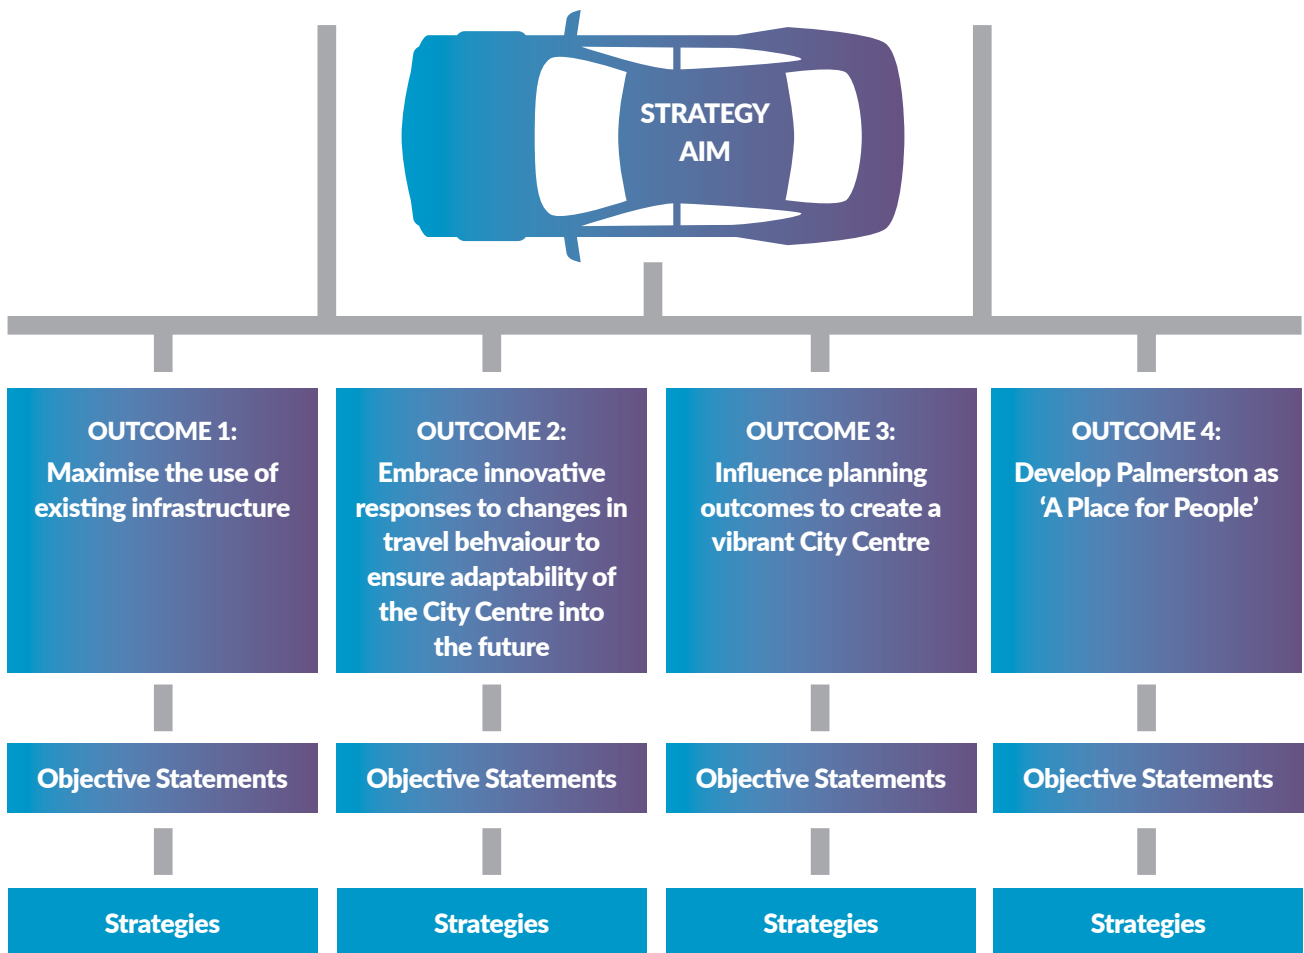 STRATEGY
AIM
OUTCOME 1:
Maximise the use of
existing infrastructure
OUTCOME 2:
Embrace innovative
responses to changes in
travel behvaiour to
ensure adaptability of
the City Centre into
the future
OUTCOME 3:
Influence planning
outcomes to create a
vibrant City Centre
OUTCOME 4:
Develop Palmerston as
‘A Place for People’
Objective Statements
Objective Statements
Objective Statements
Objective Statements
Strategies
Strategies
Strategies
Strategies